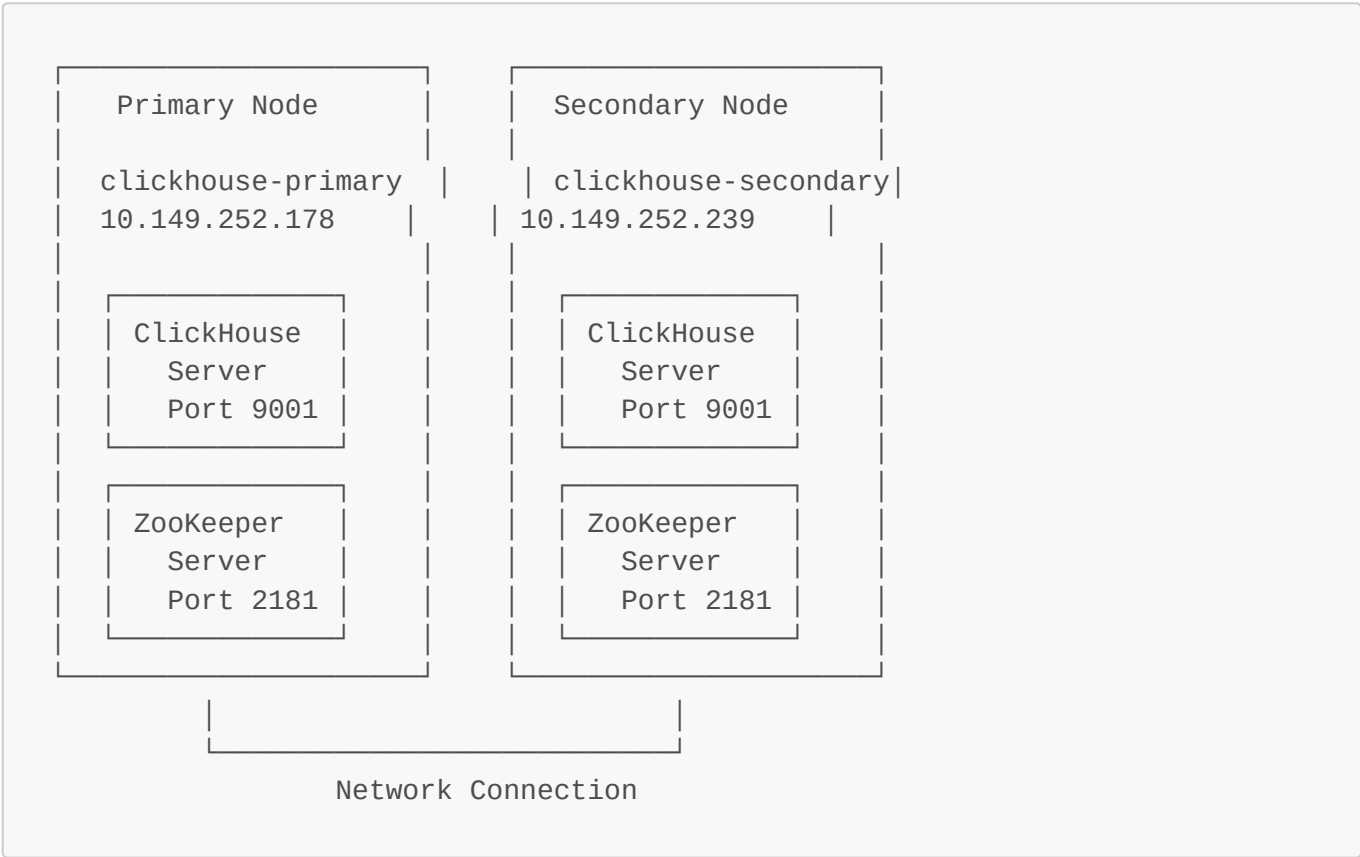 Primary Node Secondary Node
clickhouse-primary clickhouse-secondary
10.149.252.178 10.149.252.239
ClickHouse ClickHouse
Server Server
Port 9001 Port 9001
ZooKeeper ZooKeeper
Server Server
Port 2181 Port 2181
Network Connection